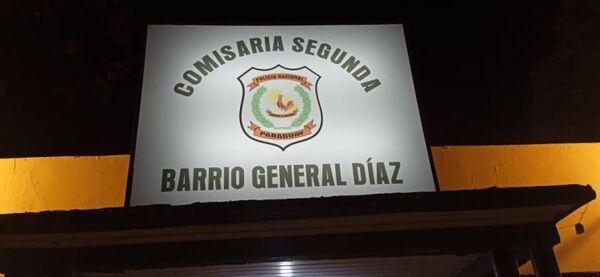 COMISARIA SEGUNDA
POLICIA NACIONAL
PARAGUAY
BARRIO GENERAL DÍAZ